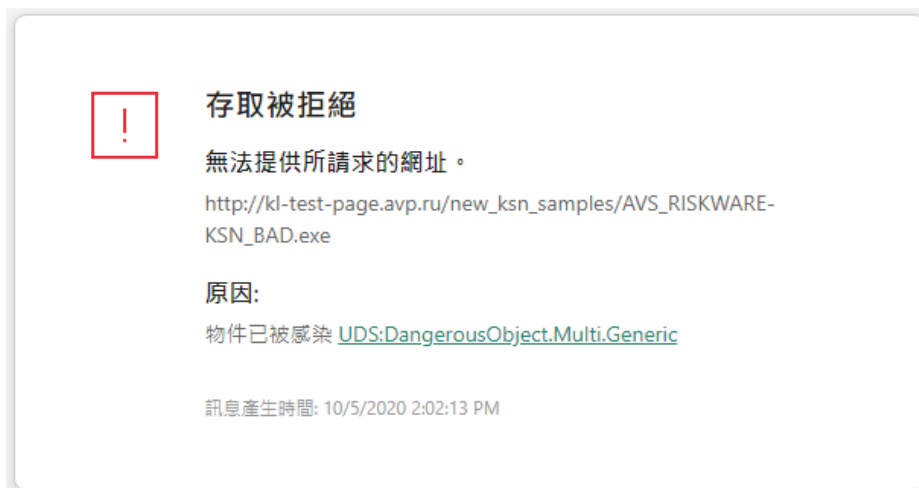 !
存取被拒絕
無法提供所請求的網址。
http://kl-test-page.avp.ru/new_ksn_samples/AVS_RISKWARE-
KSN_BAD.exe
原因:
物件已被感染 UDS:DangerousObject.Multi.Generic
訊息產生時間: 10/5/2020 2:02:13 PM